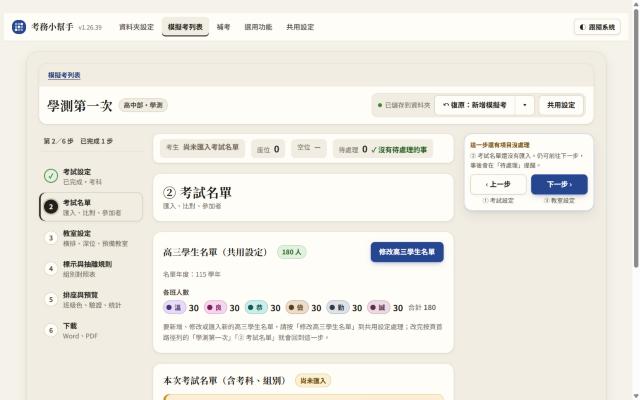 考務小幫手 v1.26.39 資料夾設定 模擬考列表 補考 選用功能 共用設定 跟隨系統
模擬考列表
學測第一次 高中部・學測 已儲存到資料夾 復原：新增模擬考 共用設定
第 2／6 步 已完成 1 步
✓ 考試設定
已完成・考科
2 考試名單
匯入、比對、參加者
3 教室設定
橫排、深位、預備教室
4 標示與抽籤規則
組別對照表
5 排座與預覽
班級色、驗證、統計
6 下載
Word、PDF
考生 尚未匯入考試名單 座位 0 空位 — 待處理 0 ✓ 沒有待處理的事
② 考試名單
匯入、比對、參加者
高三學生名單（共用設定） 180 人 修改高三學生名單
名單年度：115 學年
各班人數
溫 30 良 30 恭 30 儉 30 勤 30 誠 30 合計 180
要新增、修改或匯入新的高三學生名單，請按「修改高三學生名單」到共用設定處理；改完按頁首
路徑列的「學測第一次」「② 考試名單」就會回到這一步。
本次考試名單（含考科、組別） 尚未匯入
這一步還有項目沒處理
② 考試名單還沒有匯入。仍可前往下一步，
事後會在「待處理」提醒。
‹ 上一步 下一步 ›
① 考試設定 ③ 教室設定